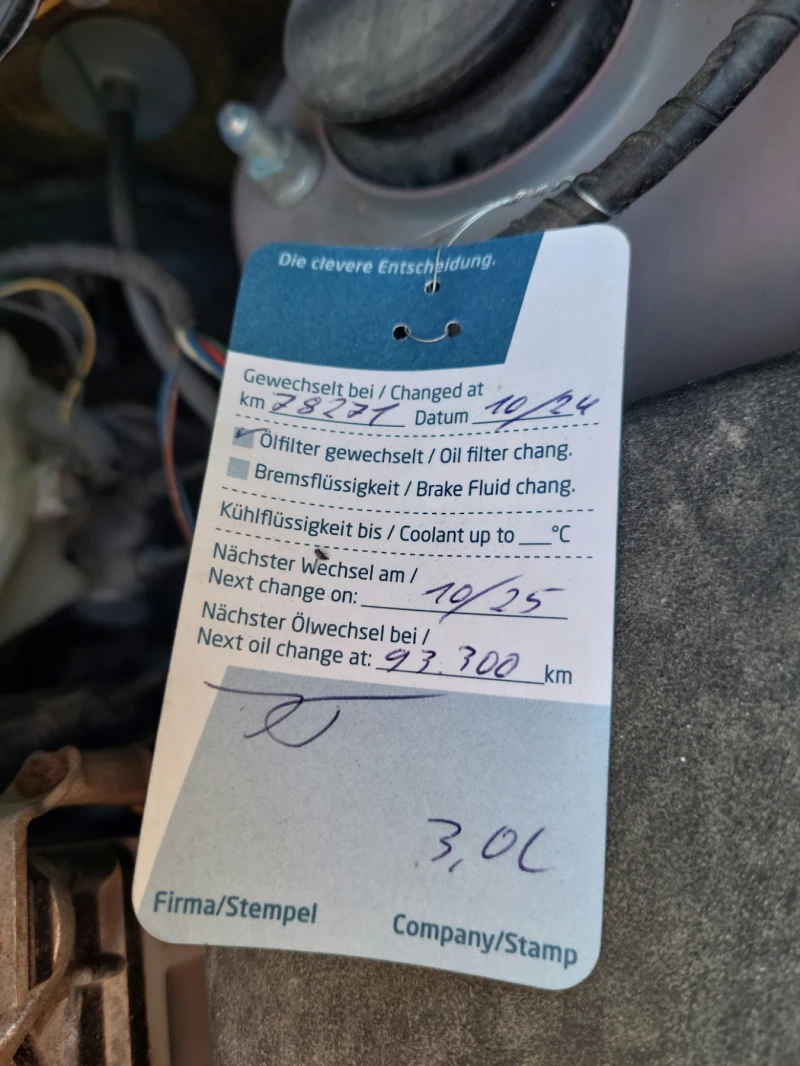 Die clevere Entscheidung.
Gewechselt bei / Changed at
km 78271 Datum 10/24
Ölfilter gewechselt / Oil filter chang.
Bremsflüssigkeit / Brake Fluid chang.
Kühlflüssigkeit bis / Coolant up to ___°C
Nächster Wechsel am /
Next change on: 10/25
Nächster Ölwechsel bei /
Next oil change at: 93.300 km
3,0L
Firma/Stempel Company/Stamp